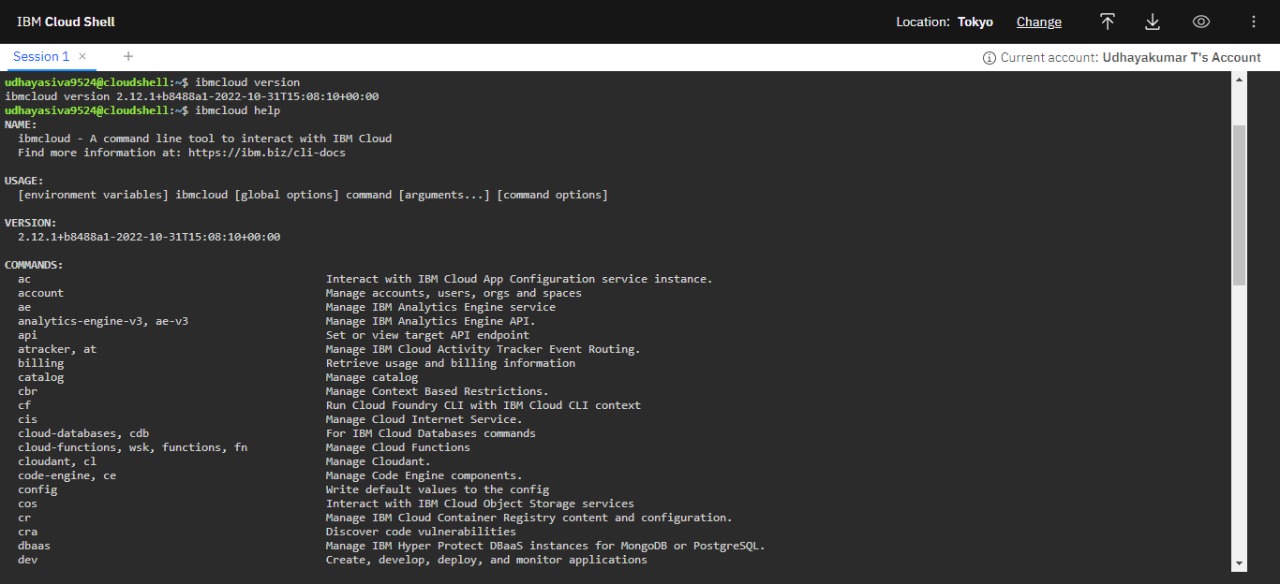 IBM Cloud Shell
Location: Tokyo Change
Session 1 × +
Current account: Udhayakumar T's Account
udhayasiva9524@cloudshell:~$ ibmcloud version
ibmcloud version 2.12.1+b8488a1-2022-10-31T15:08:10+00:00
udhayasiva9524@cloudshell:~$ ibmcloud help
NAME:
ibmcloud - A command line tool to interact with IBM Cloud
Find more information at: https://ibm.biz/cli-docs
USAGE:
[environment variables] ibmcloud [global options] command [arguments...] [command options]
VERSION:
2.12.1+b8488a1-2022-10-31T15:08:10+00:00
COMMANDS:
ac Interact with IBM Cloud App Configuration service instance.
account Manage accounts, users, orgs and spaces
ae Manage IBM Analytics Engine service
analytics-engine-v3, ae-v3 Manage IBM Analytics Engine API.
api Set or view target API endpoint
atracker, at Manage IBM Cloud Activity Tracker Event Routing.
billing Retrieve usage and billing information
catalog Manage catalog
cbr Manage Context Based Restrictions.
cf Run Cloud Foundry CLI with IBM Cloud CLI context
cis Manage Cloud Internet Service.
cloud-databases, cdb For IBM Cloud Databases commands
cloud-functions, wsk, functions, fn Manage Cloud Functions
cloudant, cl Manage Cloudant.
code-engine, ce Manage Code Engine components.
config Write default values to the config
cos Interact with IBM Cloud Object Storage services
cr Manage IBM Cloud Container Registry content and configuration.
cra Discover code vulnerabilities
dbaas Manage IBM Hyper Protect DBaaS instances for MongoDB or PostgreSQL.
dev Create, develop, deploy, and monitor applications